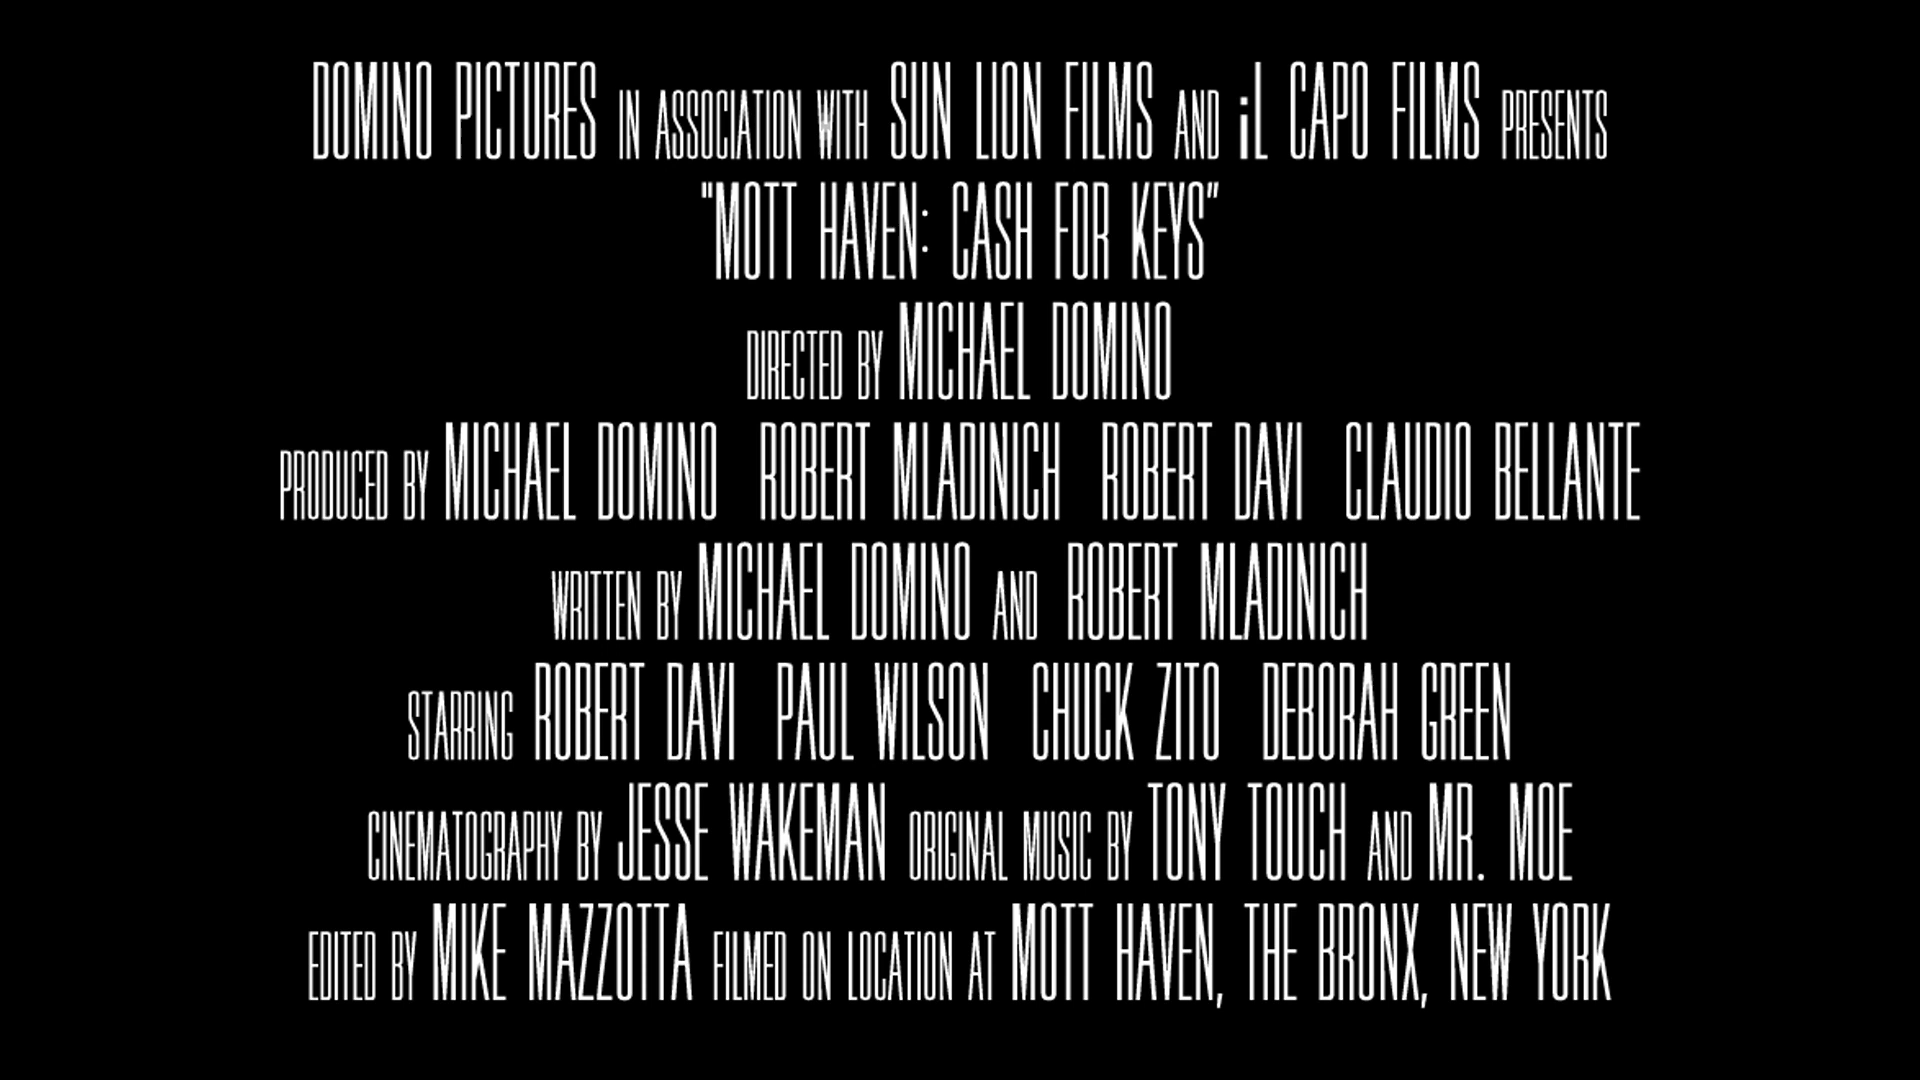 DOMINO PICTURES IN ASSOCIATION WITH SUN LION FILMS AND iL CAPO FILMS PRESENTS
"MOTT HAVEN: CASH FOR KEYS"
DIRECTED BY MICHAEL DOMINO
PRODUCED BY MICHAEL DOMINO ROBERT MLADINICH ROBERT DAVI CLAUDIO BELLANTE
WRITTEN BY MICHAEL DOMINO AND ROBERT MLADINICH
STARRING ROBERT DAVI PAUL WILSON CHUCK ZITO DEBORAH GREEN
CINEMATOGRAPHY BY JESSE WAKEMAN ORIGINAL MUSIC BY TONY TOUCH AND MR. MOE
EDITED BY MIKE MAZZOTTA FILMED ON LOCATION AT MOTT HAVEN, THE BRONX, NEW YORK